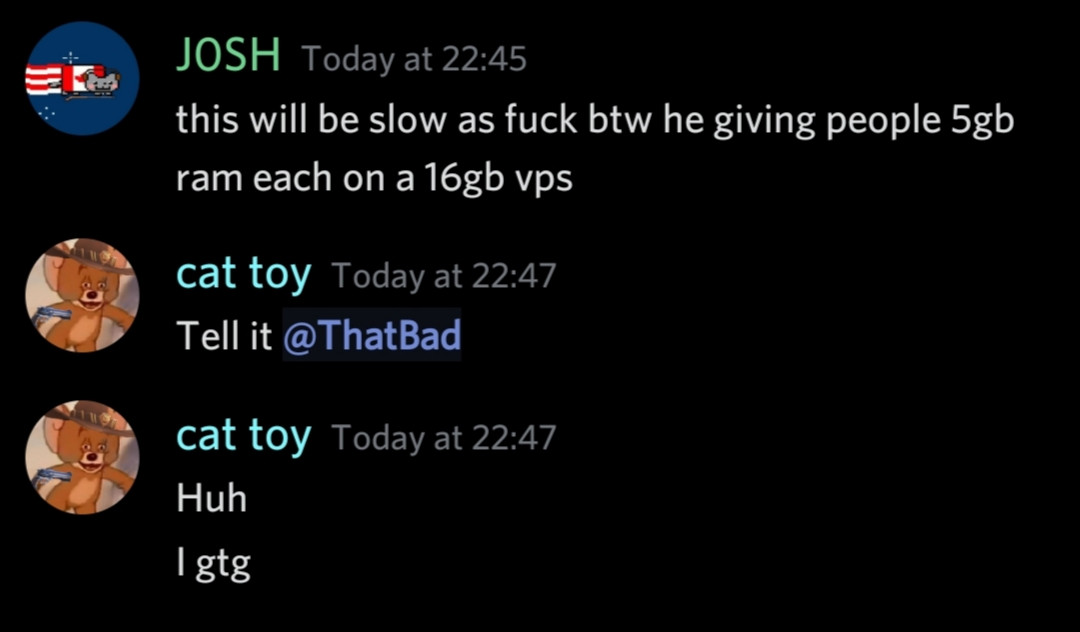 JOSH Today at 22:45
this will be slow as fuck btw he giving people 5gb
ram each on a 16gb vps
cat toy Today at 22:47
Tell it @ThatBad
cat toy Today at 22:47
Huh
I gtg